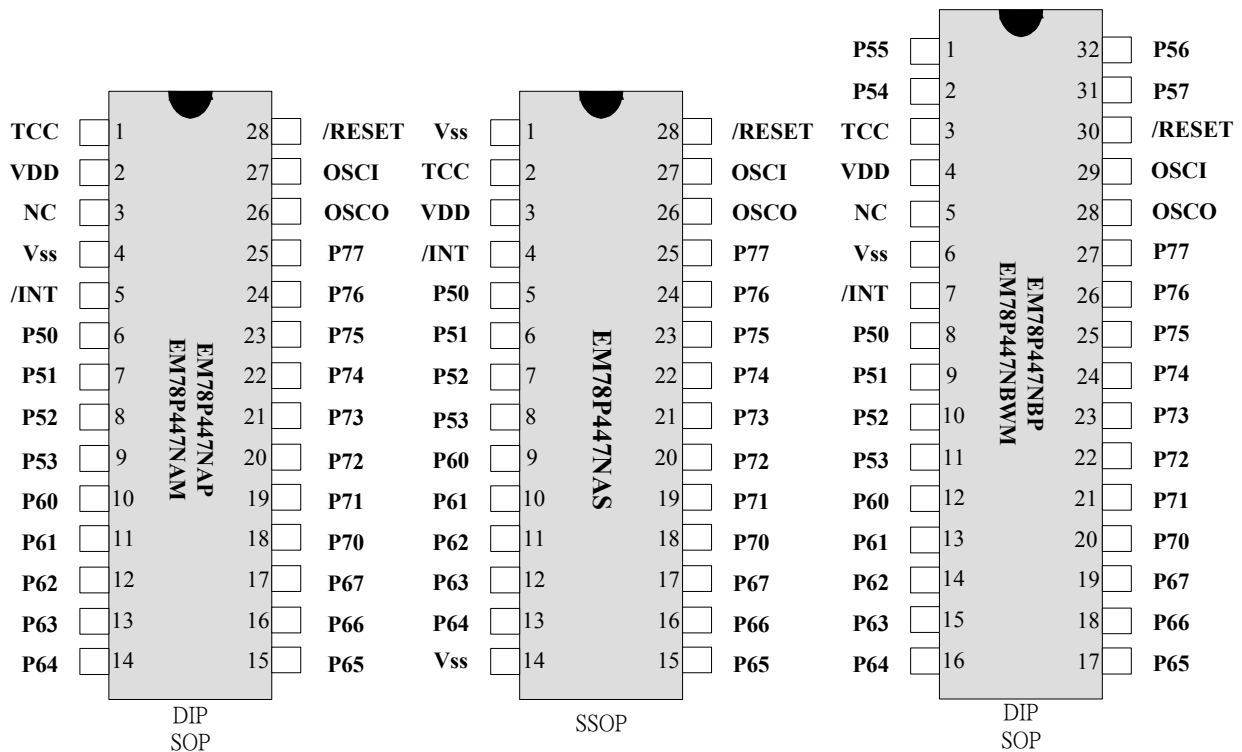 TCC 1 28 /RESET
VDD 2 27 OSCI
NC 3 26 OSCO
Vss 4 25 P77
/INT 5 24 P76
P50 6 23 P75
P51 7 22 P74
P52 8 21 P73
P53 9 20 P72
P60 10 19 P71
P61 11 18 P70
P62 12 17 P67
P63 13 16 P66
P64 14 15 P65
EM78P447NAP
EM78P447NAM
DIP
SOP
Vss 1 28 /RESET
TCC 2 27 OSCI
VDD 3 26 OSCO
/INT 4 25 P77
P50 5 24 P76
P51 6 23 P75
P52 7 22 P74
P53 8 21 P73
P60 9 20 P72
P61 10 19 P71
P62 11 18 P70
P63 12 17 P67
P64 13 16 P66
Vss 14 15 P65
EM78P447NAS
SSOP
P55 1 32 P56
P54 2 31 P57
TCC 3 30 /RESET
VDD 4 29 OSCI
NC 5 28 OSCO
Vss 6 27 P77
/INT 7 26 P76
P50 8 25 P75
P51 9 24 P74
P52 10 23 P73
P53 11 22 P72
P60 12 21 P71
P61 13 20 P70
P62 14 19 P67
P63 15 18 P66
P64 16 17 P65
EM78P447NBP
EM78P447NBWM
DIP
SOP